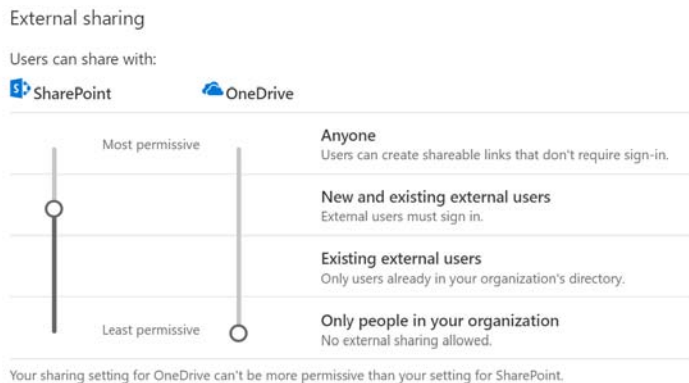 External sharing
Users can share with:
SharePoint
OneDrive
Most permissive
Anyone
Users can create shareable links that don't require sign-in.
New and existing external users
External users must sign in.
Existing external users
Only users already in your organization's directory.
Least permissive
Only people in your organization
No external sharing allowed.
Your sharing setting for OneDrive can't be more permissive than your setting for SharePoint.